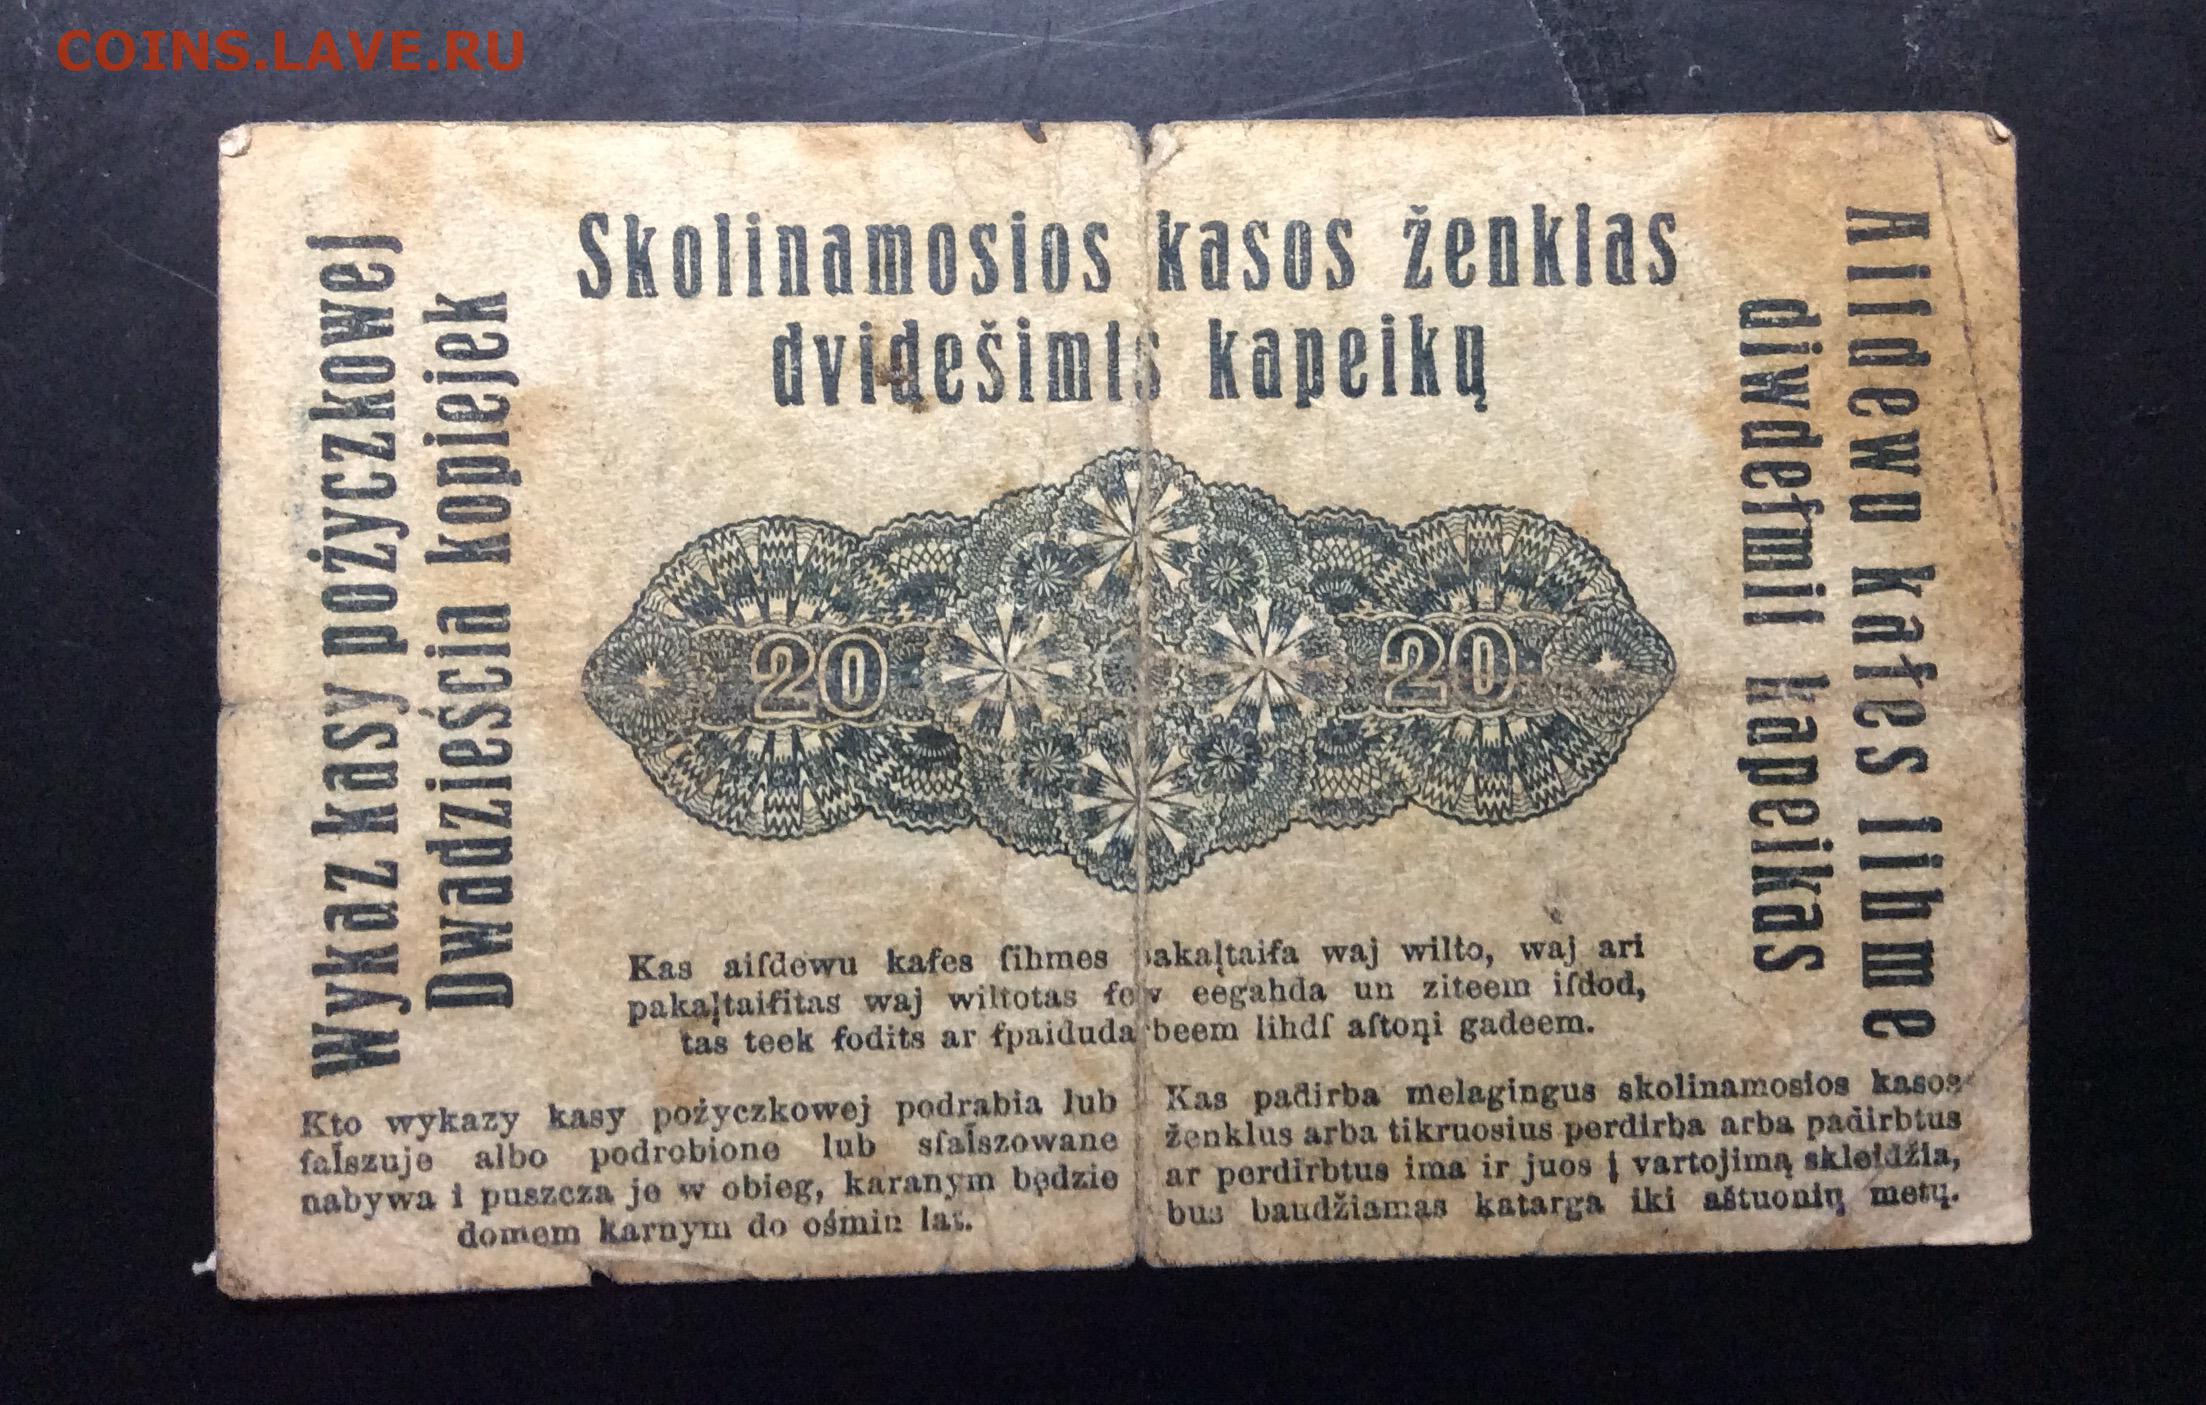 COINS.LAVE.RU
Skolinamosios kasos ženklas
dvidešimts kapeikų
Wykaz kasy pożyczkowej
Dwadzieścia kopiejek
Aiſdewu kaſes ſihme
diwdeſmit kapeikas
20 20
Kas aiſdewu kaſes ſihmes pakaļtaiſa waj wilto, waj ari
pakaļtaiſitas waj wiltotas ſew eegahda un ziteem iſdod,
tas teek ſodits ar ſpaidudarbeem lihdſ aſtoņi gadeem.
Kto wykazy kasy pożyczkowej podrabia lub
fałszuje albo podrobione lub sfałszowane
nabywa i puszcza je w obieg, karanym będzie
domem karnym do ośmiu lat.
Kas padirba melagingus skolinamosios kasos
ženklus arba tikruosius perdirba arba padirbtus
ar perdirbtus ima ir juos į vartojimą skleidžia,
bus baudžiamas katarga iki aštuonių metų.